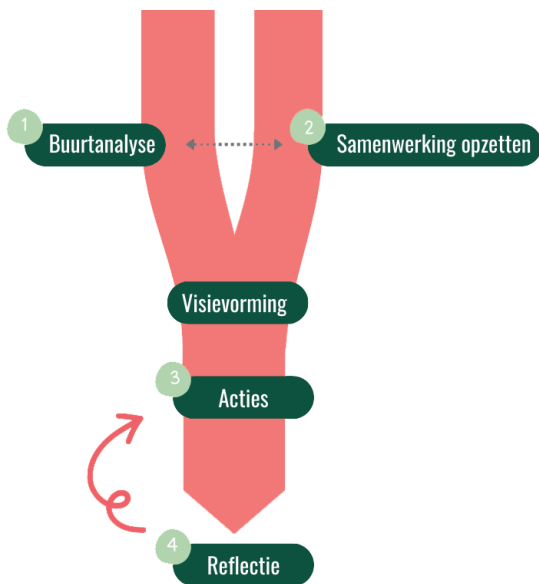 1
Buurtanalyse
2
Samenwerking opzetten
Visievorming
3
Acties
4
Reflectie